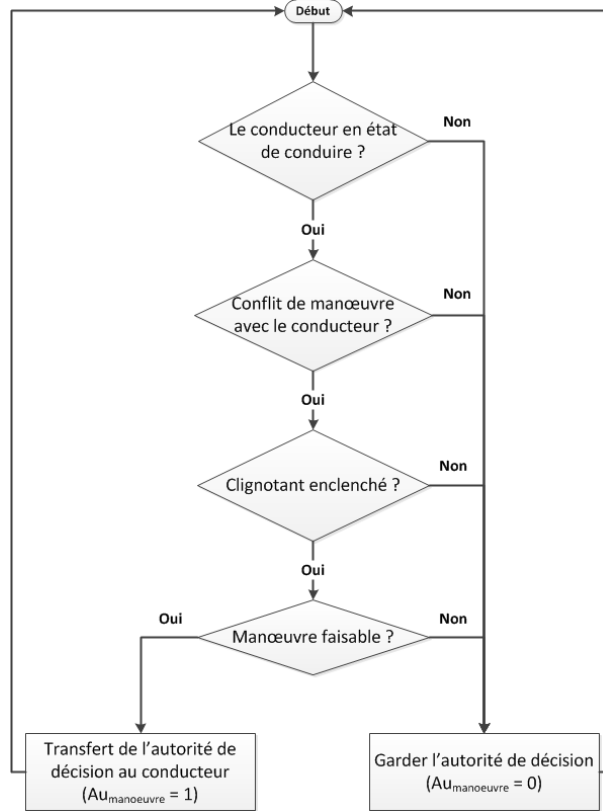 Début
Le conducteur en état
de conduire ?
Non
Oui
Conflit de manœuvre
avec le conducteur ?
Non
Oui
Clignotant enclenché ?
Non
Oui
Oui
Manœuvre faisable ?
Non
Transfert de l’autorité de
décision au conducteur
(Au_manoeuvre = 1)
Garder l’autorité de décision
(Au_manoeuvre = 0)